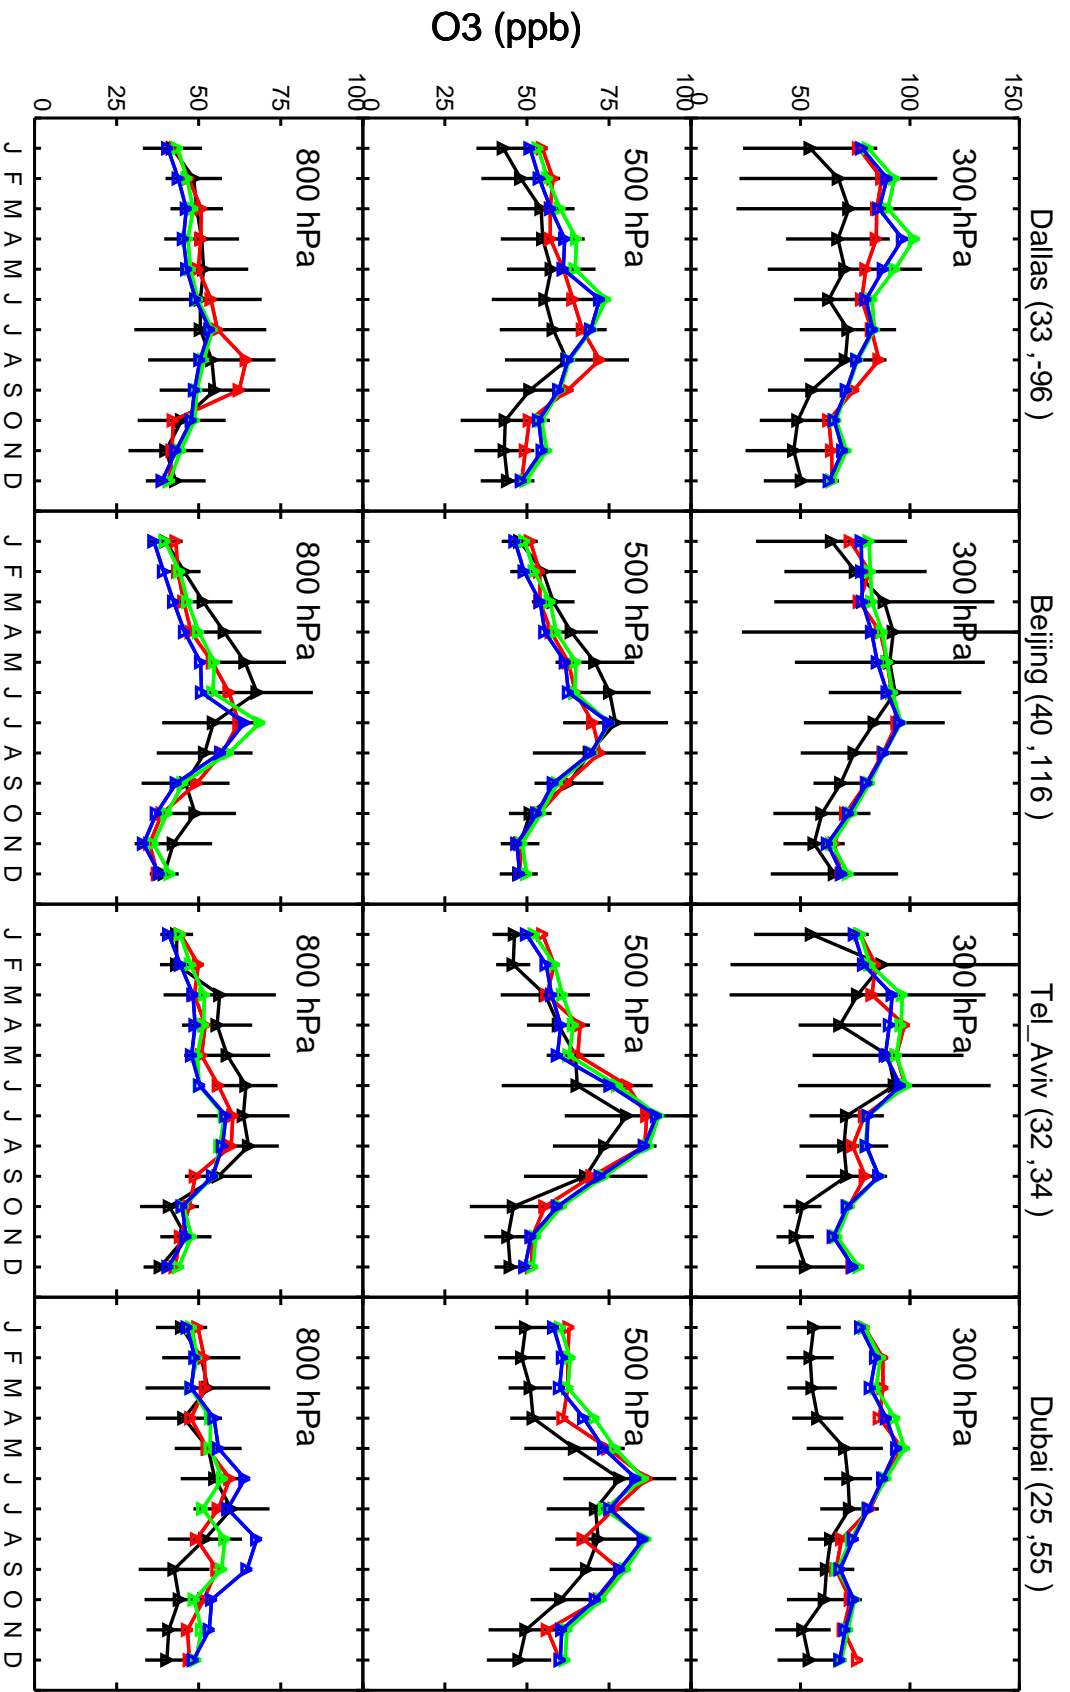 O3 (ppb)
Dallas (33 ,-96 )
Beijing (40 ,116 )
Tel_Aviv (32 ,34 )
Dubai (25 ,55 )
150
100
50
0
300 hPa
300 hPa
300 hPa
300 hPa
100
75
50
25
0
500 hPa
500 hPa
500 hPa
500 hPa
100
75
50
25
0
800 hPa
800 hPa
800 hPa
800 hPa
J F M A M J J A S O N D
J F M A M J J A S O N D
J F M A M J J A S O N D
J F M A M J J A S O N D